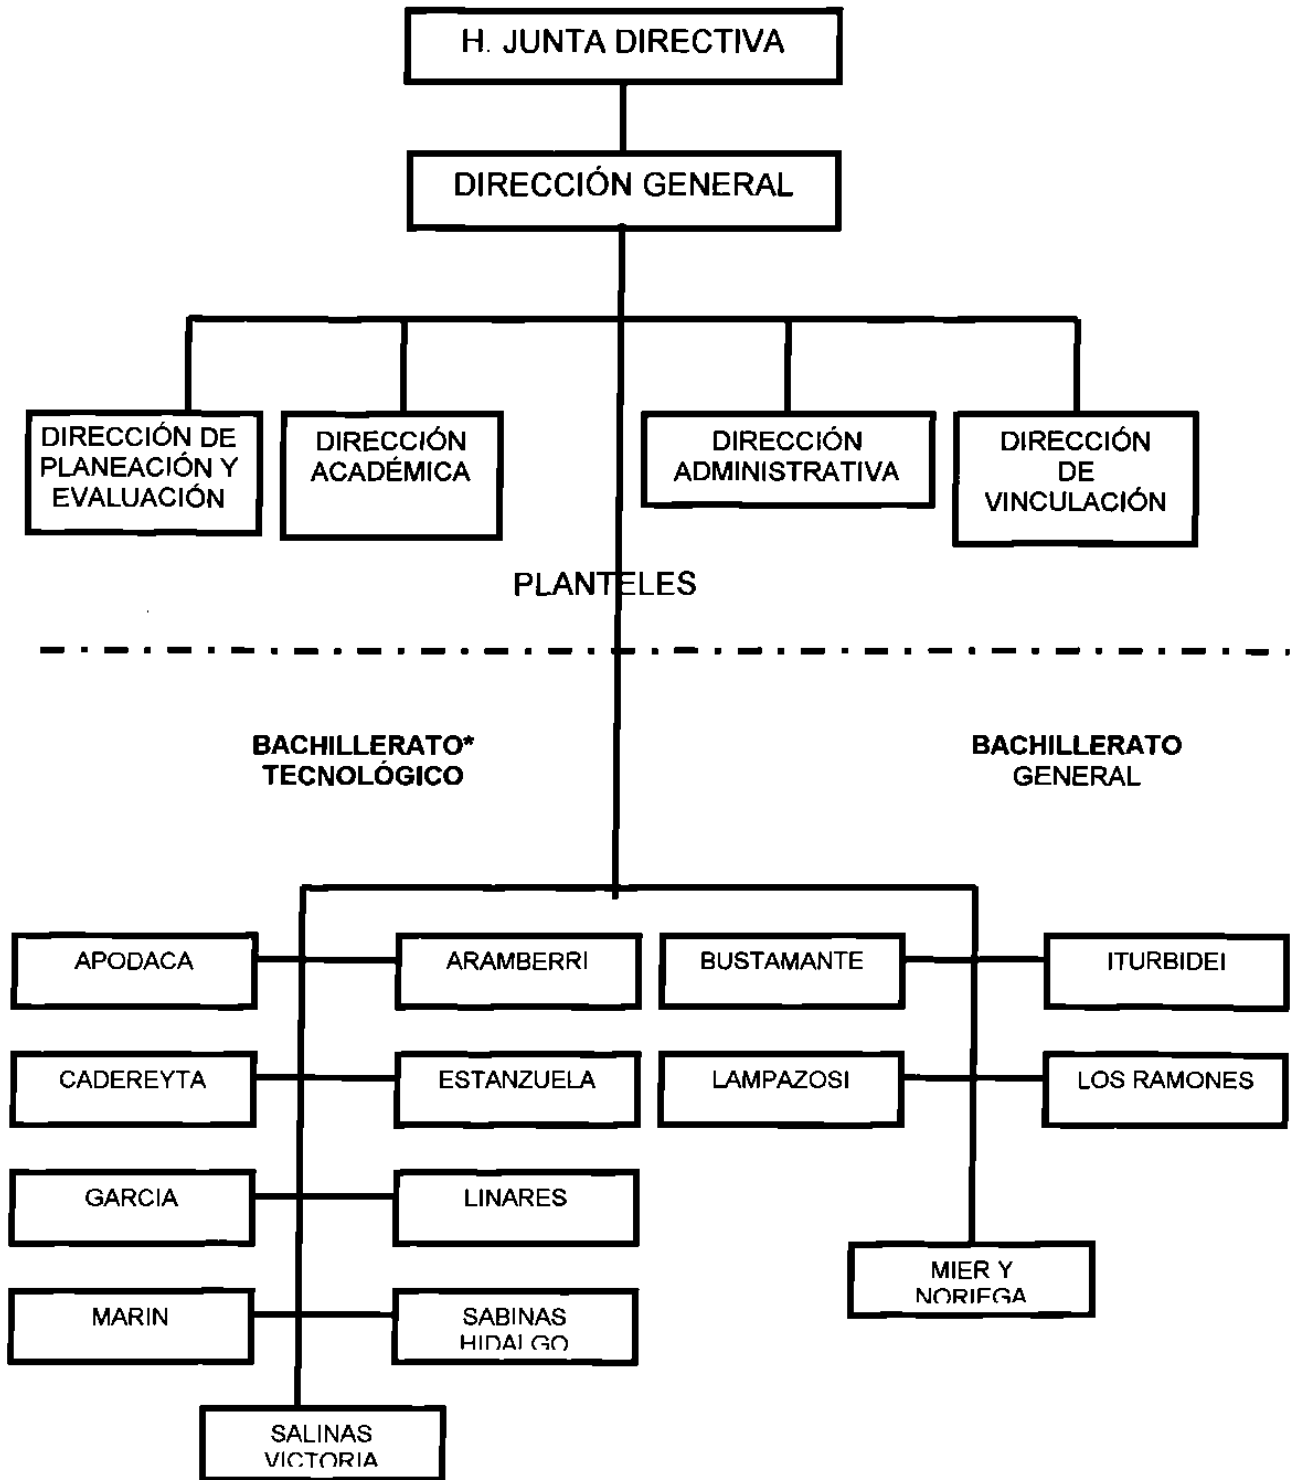 H. JUNTA DIRECTIVA
DIRECCIÓN GENERAL
DIRECCIÓN DE
PLANEACIÓN Y
EVALUACIÓN
DIRECCIÓN
ACADÉMICA
DIRECCIÓN
ADMINISTRATIVA
DIRECCIÓN
DE
VINCULACIÓN
PLANTELES
BACHILLERATO*
TECNOLÓGICO
BACHILLERATO
GENERAL
APODACA
ARAMBERRI
BUSTAMANTE
ITURBIDEI
CADEREYTA
ESTANZUELA
LAMPAZOSI
LOS RAMONES
GARCIA
LINARES
MIER Y
NORIEGA
MARIN
SABINAS
HIDALGO
SALINAS
VICTORIA